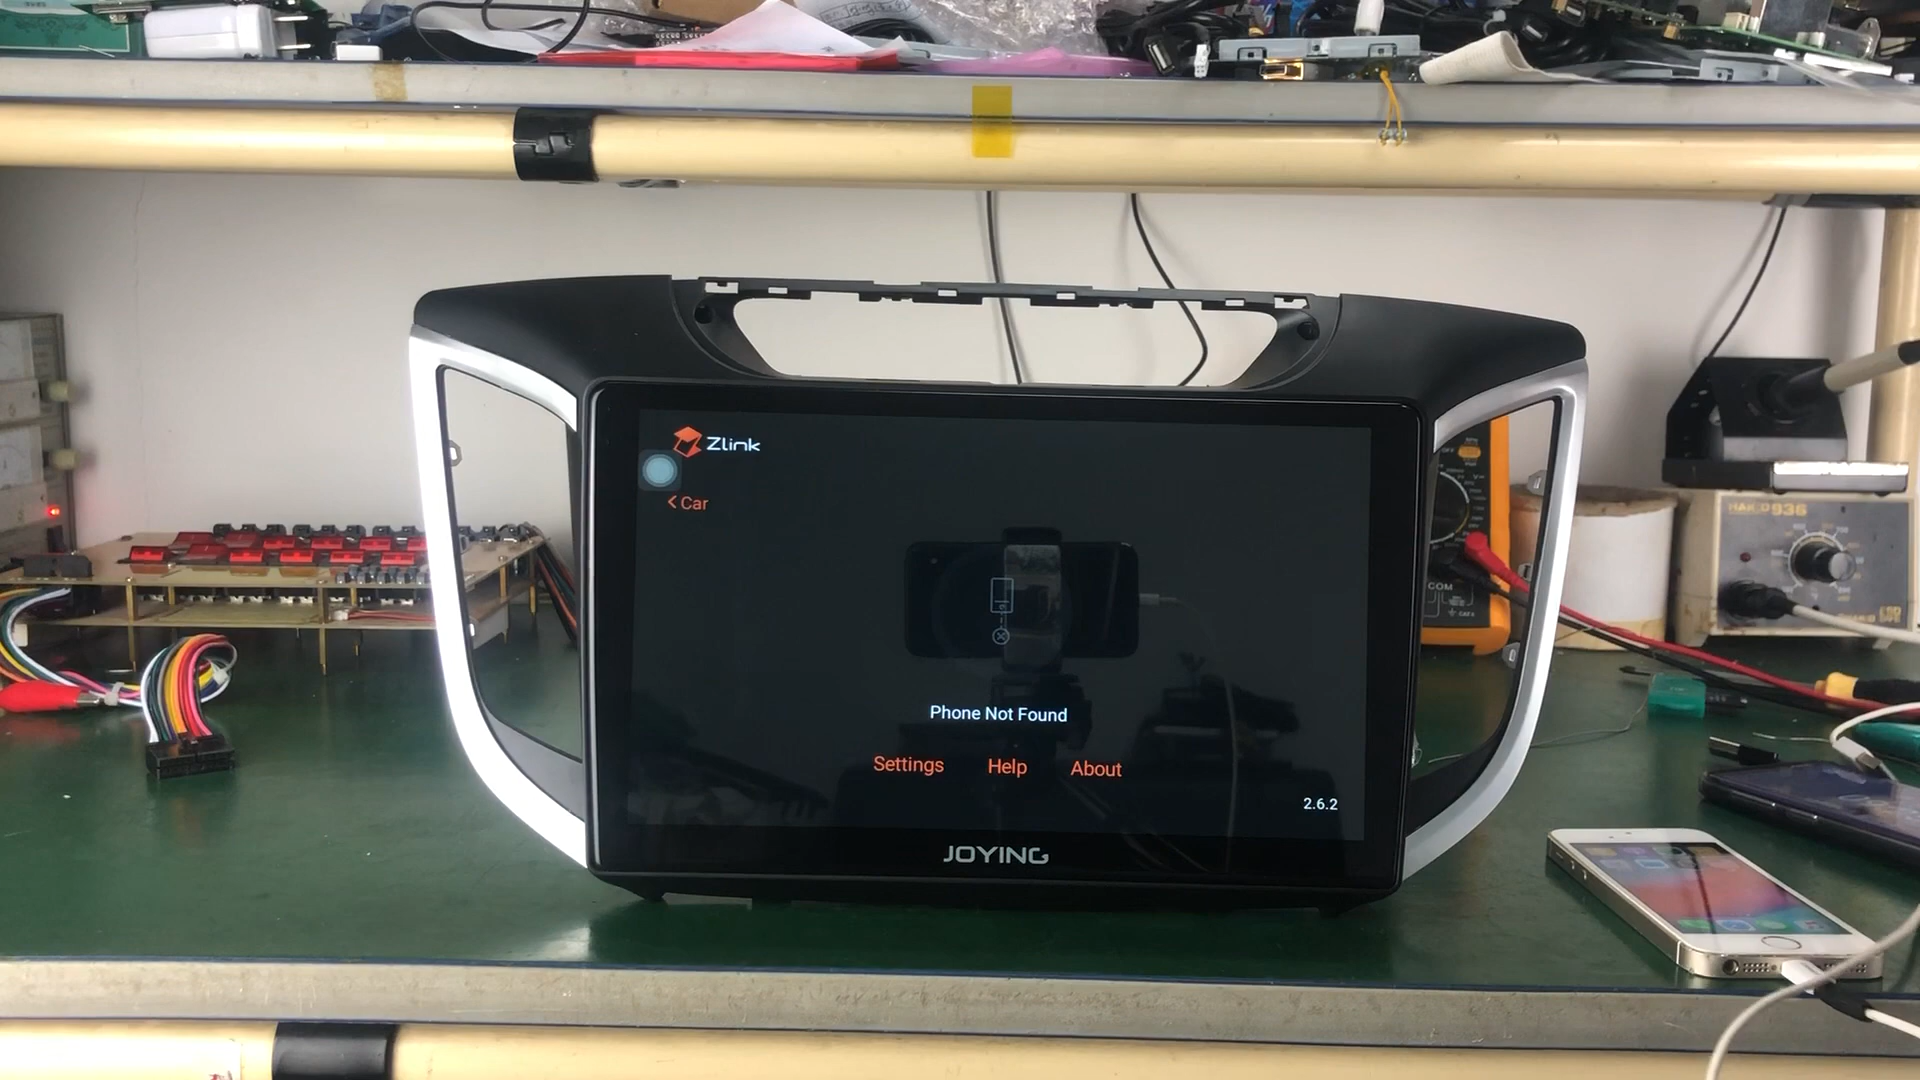 Zlink
< Car
Phone Not Found
Settings Help About
2.6.2
JOYING
HAKKO 936
COM